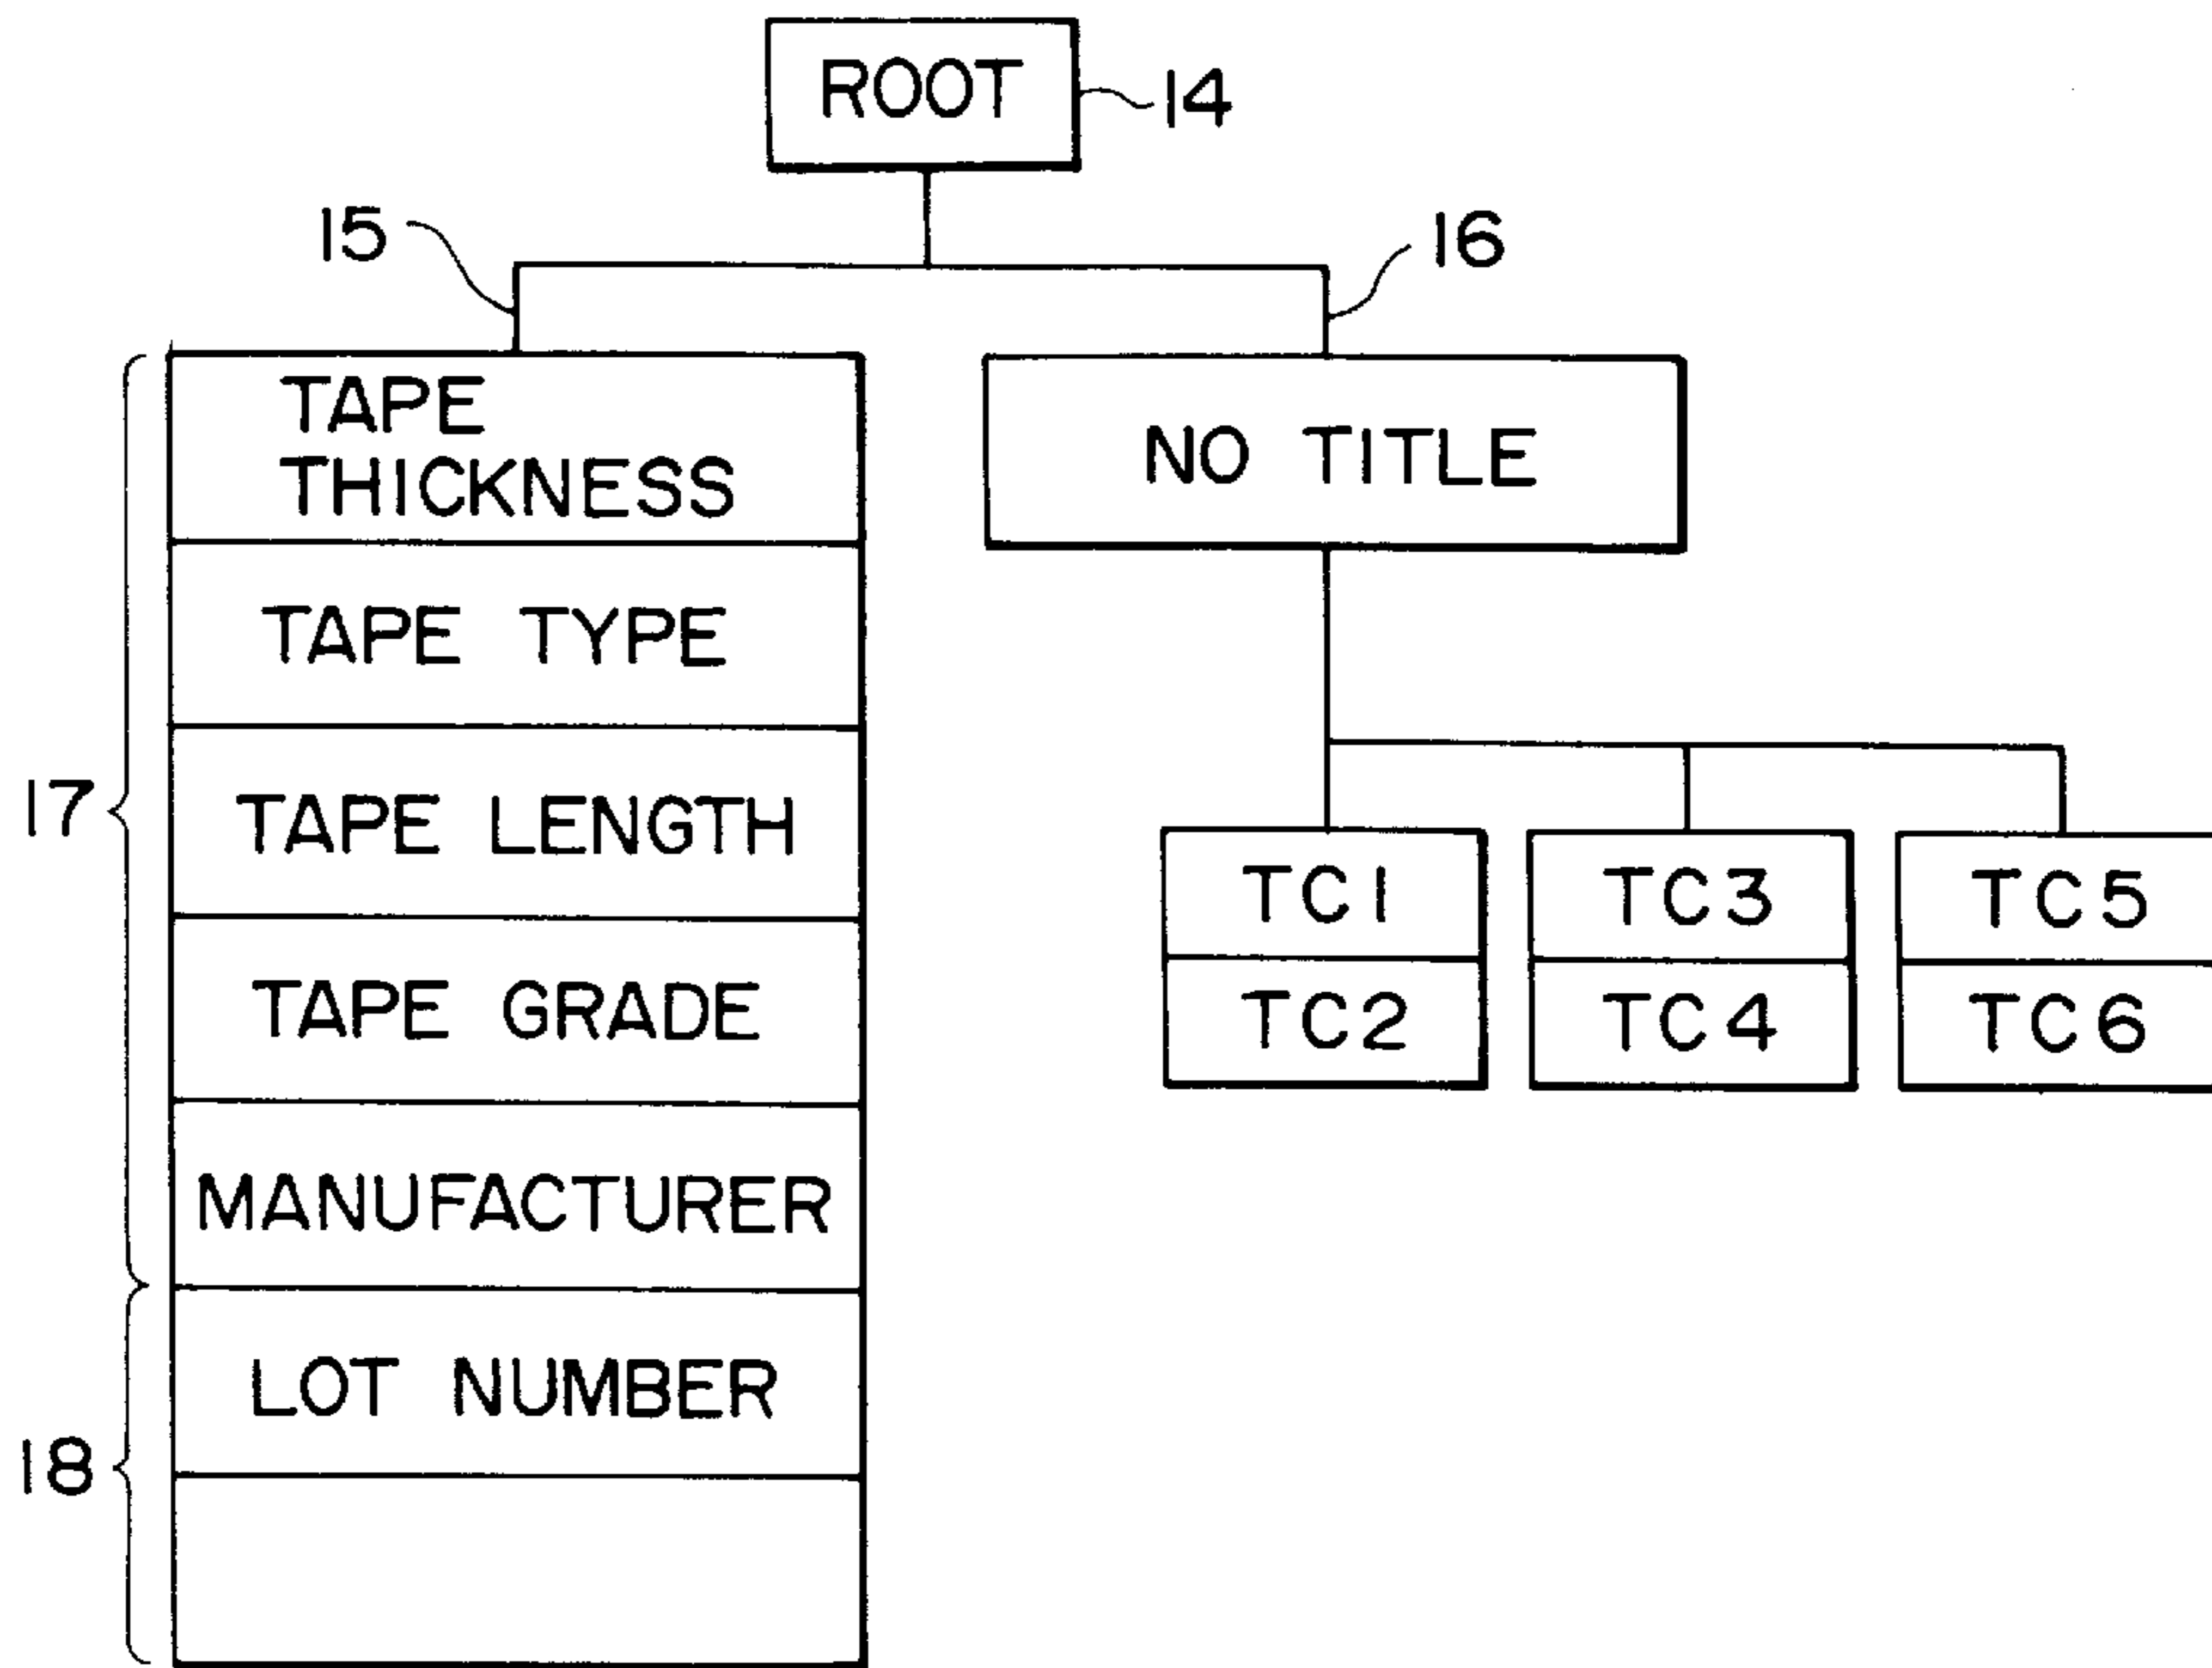 ROOT
14
15
16
TAPE
THICKNESS
NO TITLE
TAPE TYPE
17
TAPE LENGTH
TC1
TC3
TC5
TAPE GRADE
TC2
TC4
TC6
MANUFACTURER
LOT NUMBER
18